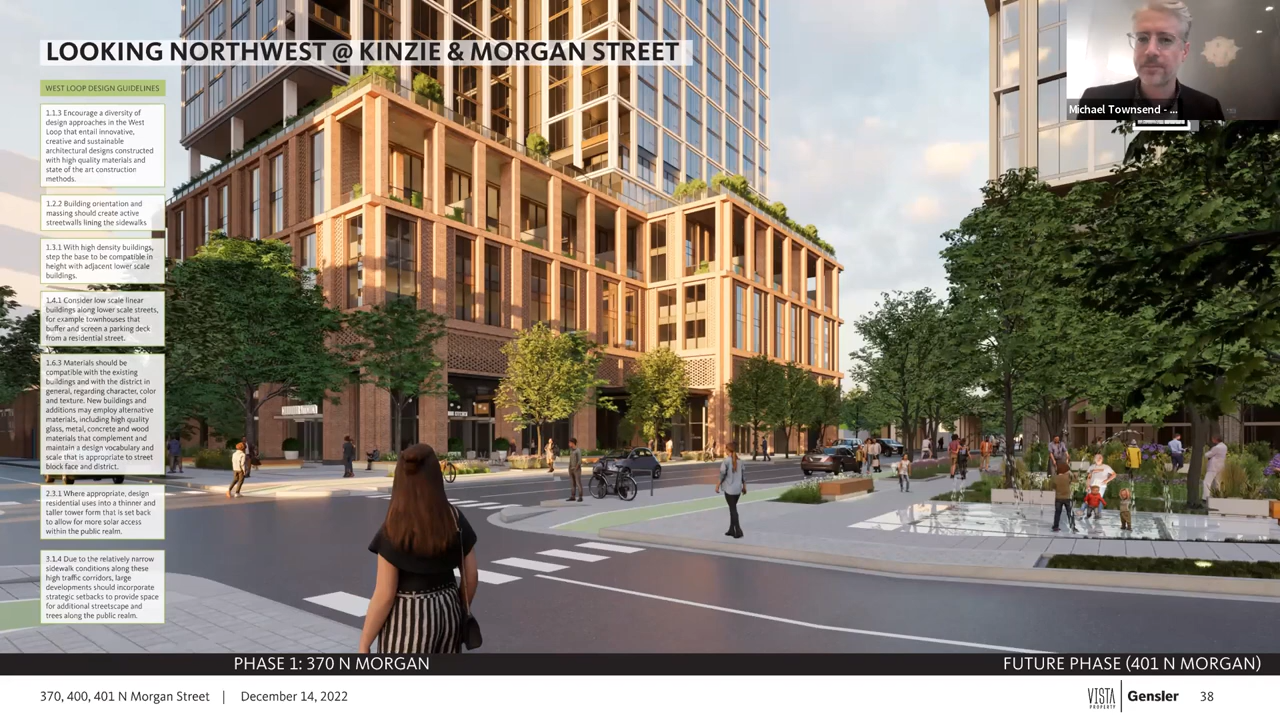 LOOKING NORTHWEST @ KINZIE & MORGAN STREET
WEST LOOP DESIGN GUIDELINES
1.1.3 Encourage a diversity of
design approaches in the West
Loop that entail innovative,
creative and sustainable
architectural designs constructed
with high quality materials and
state of the art construction
methods.
1.2.2 Building orientation and
massing should create active
streetwalls lining the sidewalks
1.3.1 With high density buildings,
step the base to be compatible in
height with adjacent lower scale
buildings.
1.4.1 Consider low scale linear
buildings along lower scale streets,
for example townhouses that
buffer and screen a parking deck
from a residential street.
1.6.3 Materials should be
compatible with the existing
buildings and with the district in
general, regarding character, color
and texture. New buildings and
additions may employ alternative
materials, including high quality
glass, metal, concrete and wood
materials that complement and
maintain a design vocabulary and
scale that is appropriate to street
block face and district.
2.3.1 Where appropriate, design
residential uses into a thinner and
taller tower form that is set back
to allow for more solar access
within the public realm.
3.1.4 Due to the relatively narrow
sidewalk conditions along these
high traffic corridors, large
developments should incorporate
strategic setbacks to provide space
for additional streetscape and
trees along the public realm.
Michael Townsend - ...
PHASE 1: 370 N MORGAN
FUTURE PHASE (401 N MORGAN)
370, 400, 401 N Morgan Street | December 14, 2022
VISTA
PROPERTY
Gensler
38